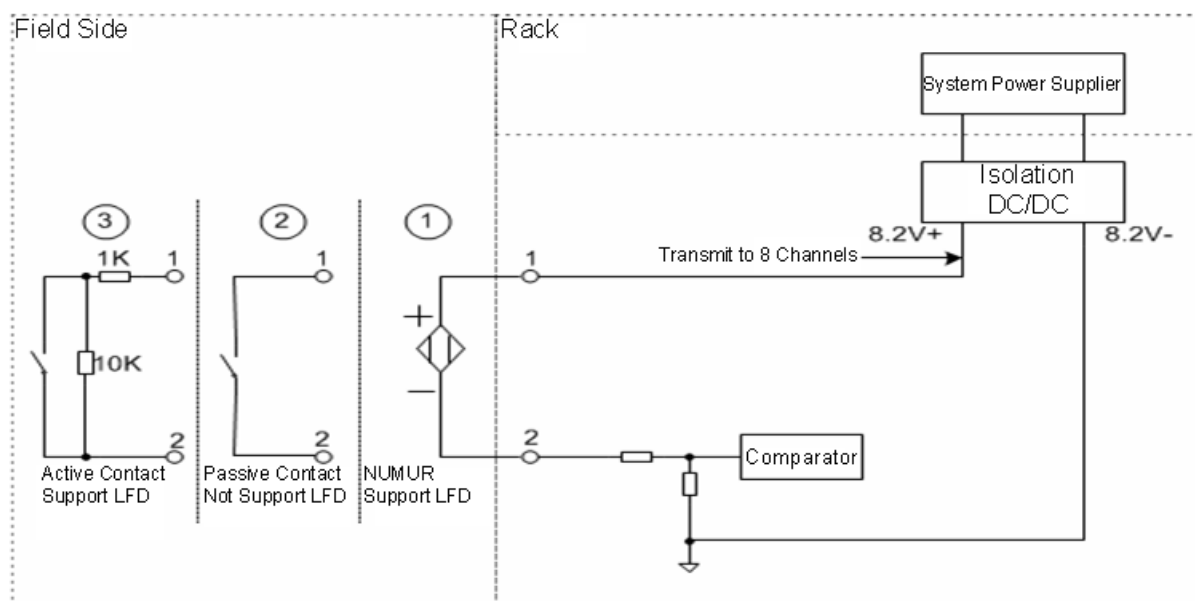 Field Side
Rack
System Power Supplier
Isolation
DC/DC
8.2V+
8.2V-
Transmit to 8 Channels
3
2
1
1K
1
1
1
+
10K
−
2
2
2
Comparator
Active Contact
Support LFD
Passive Contact
Not Support LFD
NUMUR
Support LFD